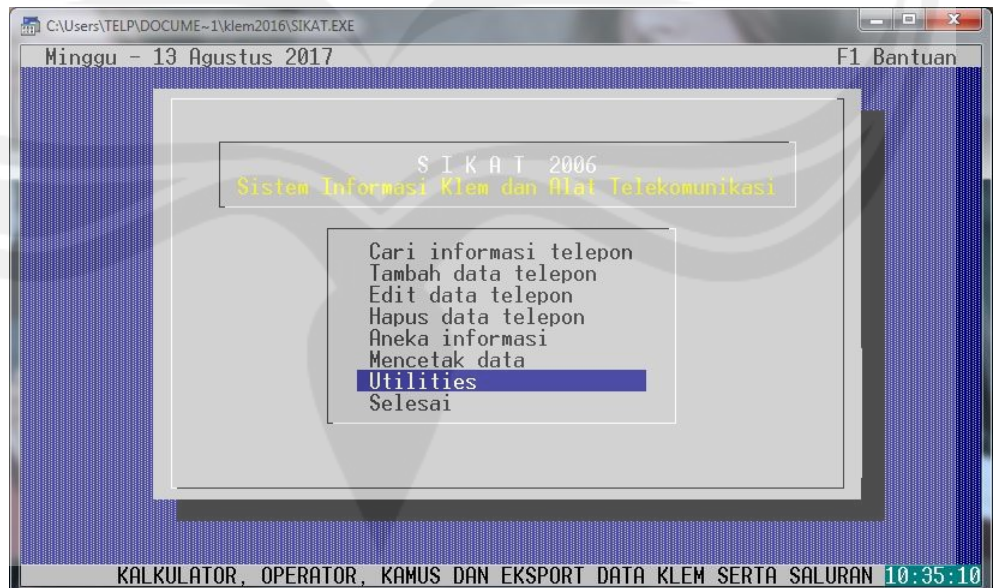 C:\Users\TELP\DOCUME~1\klem2016\SIKAT.EXE
Minggu - 13 Agustus 2017 F1 Bantuan
S I K A T 2006
Sistem Informasi Klem dan Alat Telekomunikasi
Cari informasi telepon
Tambah data telepon
Edit data telepon
Hapus data telepon
Aneka informasi
Mencetak data
Utilities
Selesai
KALKULATOR, OPERATOR, KAMUS DAN EKSPORT DATA KLEM SERTA SALURAN 10:35:10